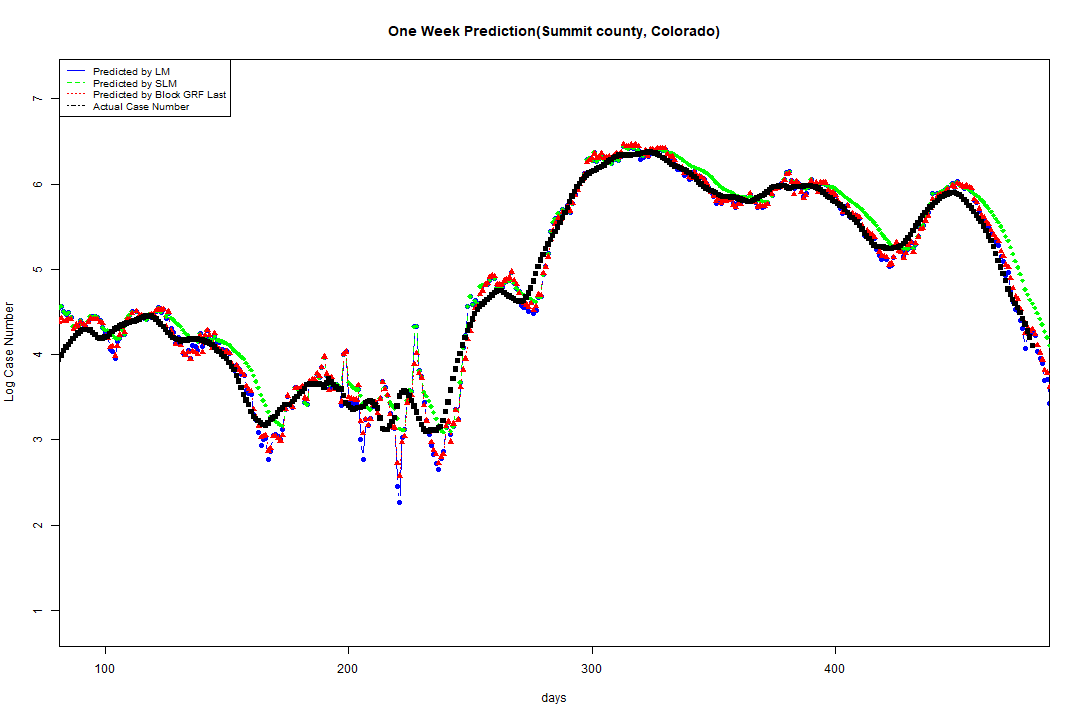 One Week Prediction(Summit county, Colorado)
Predicted by LM
Predicted by SLM
Predicted by Block GRF Last
Actual Case Number
7
6
5
4
3
2
1
Log Case Number
100 200 300 400
days